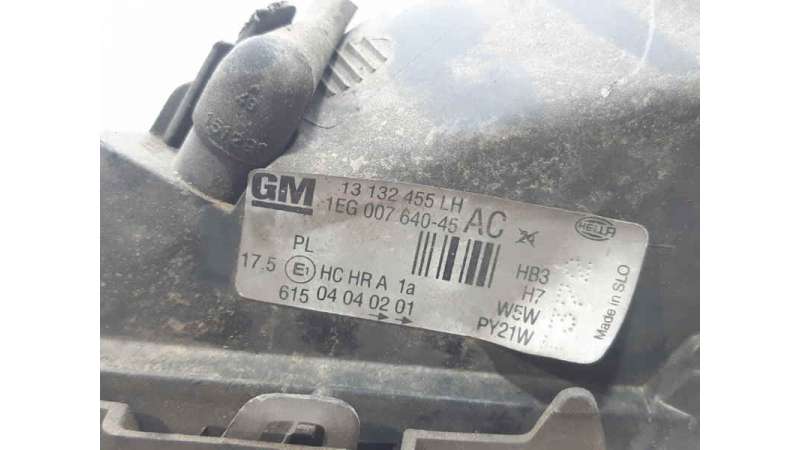 GM 13 132 455 LH
1EG 007 640-45 AC
HELLA
PL
17.5 E1 HC HR A 1a
615 04 04 02 01
HB3
H7
W5W
PY21W
Made in SLO